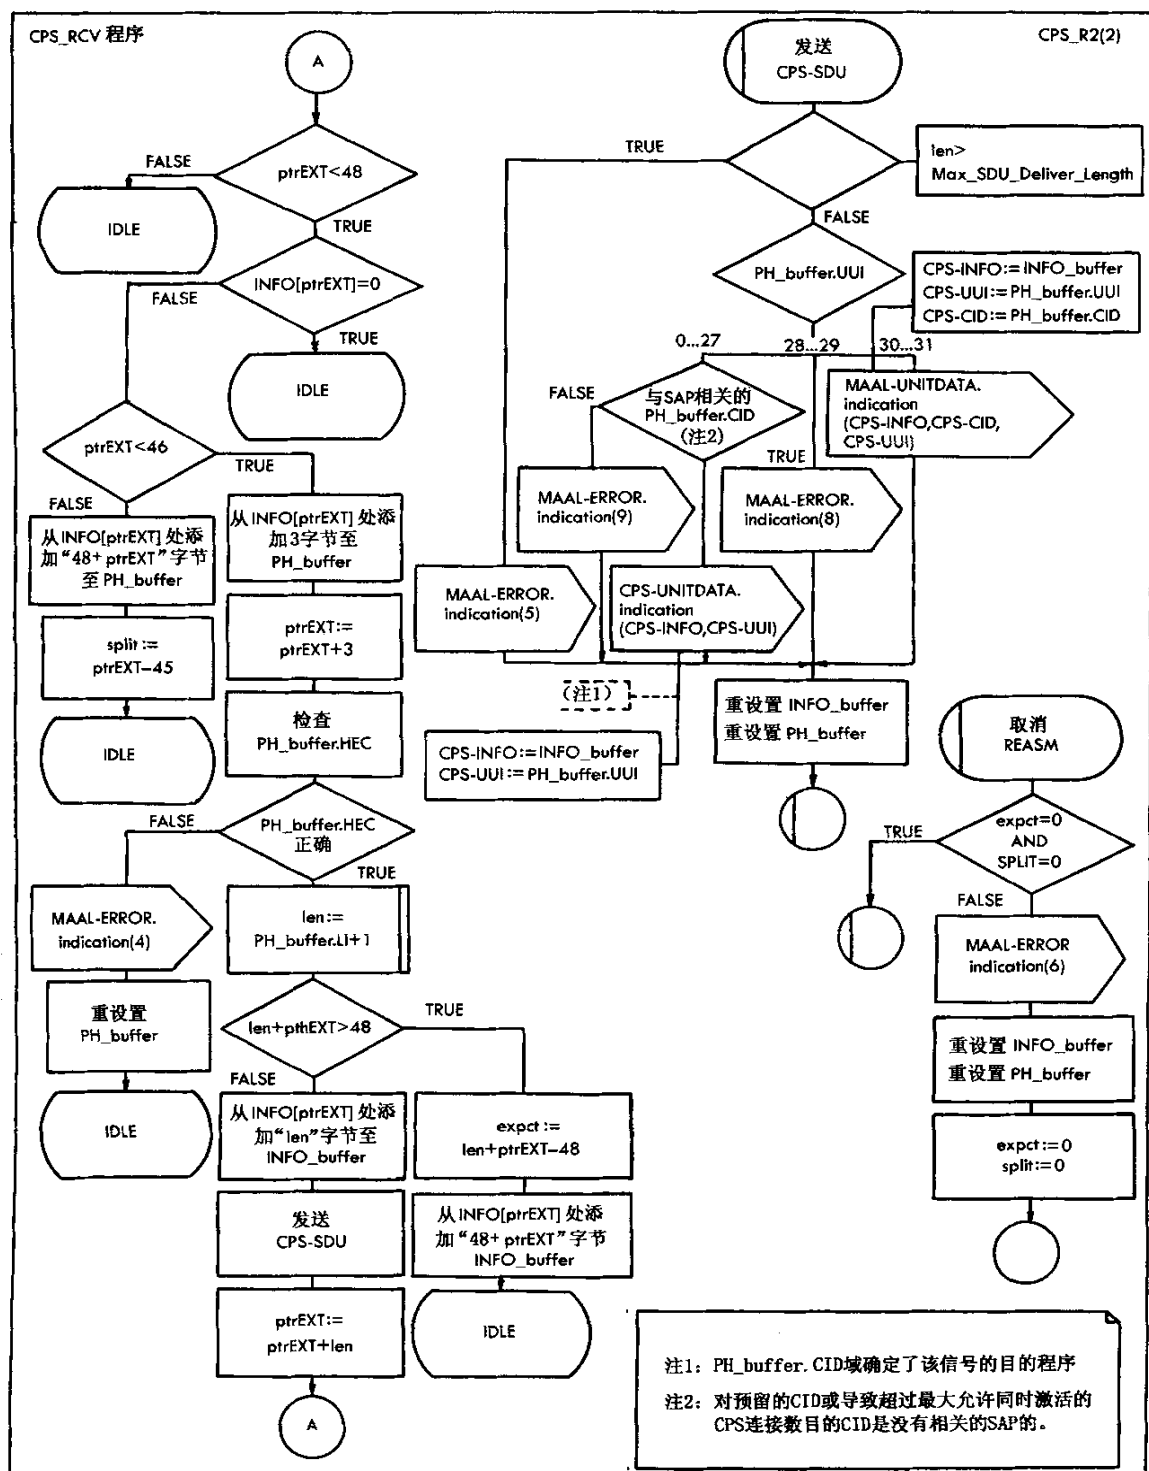 CPS_RCV 程序
CPS_R2(2)
A
ptrEXT<48
FALSE
IDLE
TRUE
INFO[ptrEXT]=0
FALSE
TRUE
IDLE
ptrEXT<46
TRUE
FALSE
从INFO[ptrEXT] 处添
加“48+ ptrEXT”字节
至 PH_buffer
split :=
ptrEXT-45
IDLE
从INFO[ptrEXT] 处添
加3字节至
PH_buffer
ptrEXT:=
ptrEXT+3
检查
PH_buffer.HEC
PH_buffer.HEC
正确
FALSE
TRUE
MAAL-ERROR.
indication(4)
重设置
PH_buffer
IDLE
len:=
PH_buffer.LI+1
len+pthEXT>48
TRUE
FALSE
从INFO[ptrEXT] 处添
加“len”字节至
INFO_buffer
发送
CPS-SDU
ptrEXT:=
ptrEXT+len
A
expct :=
len+ptrEXT-48
从INFO[ptrEXT] 处添
加“48+ ptrEXT”字节
INFO_buffer
IDLE
发送
CPS-SDU
TRUE
len>
Max_SDU_Deliver_Length
FALSE
PH_buffer.UUI
CPS-INFO:= INFO_buffer
CPS-UUI:= PH_buffer.UUI
CPS-CID:= PH_buffer.CID
0...27
28...29
30...31
FALSE
与SAP相关的
PH_buffer.CID
(注2)
TRUE
MAAL-UNITDATA.
indication
(CPS-INFO,CPS-CID,
CPS-UUI)
MAAL-ERROR.
indication(9)
MAAL-ERROR.
indication(8)
MAAL-ERROR.
indication(5)
CPS-UNITDATA.
indication
(CPS-INFO,CPS-UUI)
(注1)
CPS-INFO:=INFO_buffer
CPS-UUI:=PH_buffer.UUI
重设置 INFO_buffer
重设置 PH_buffer
取消
REASM
expct=0
AND
SPLIT=0
TRUE
FALSE
MAAL-ERROR
indication(6)
重设置 INFO_buffer
重设置 PH_buffer
expct:=0
split:=0
注1: PH_buffer. CID域确定了该信号的目的程序
注2: 对预留的CID或导致超过最大允许同时激活的
CPS连接数目的CID是没有相关的SAP的。